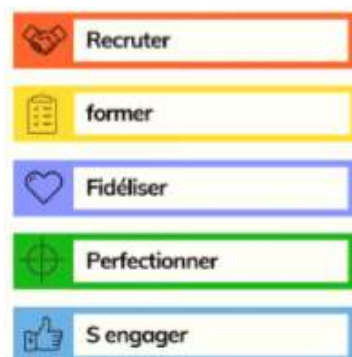 Recruter
former
Fidéliser
Perfectionner
S engager